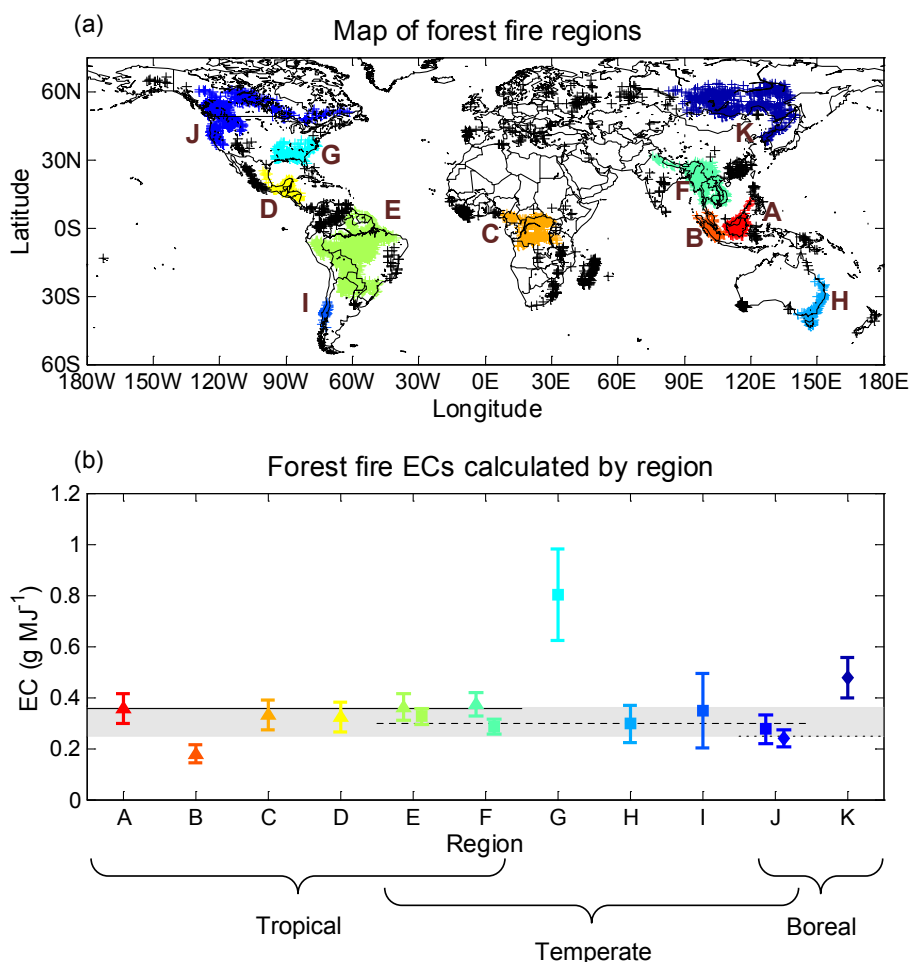 (a)
Map of forest fire regions
60N
30N
0S
30S
60S
Latitude
J
G
D
E
C
I
K
F
A
B
H
180W 150W 120W 90W 60W 30W 0E 30E 60E 90E 120E 150E 180E
Longitude
(b)
Forest fire ECs calculated by region
1.2
1
0.8
0.6
0.4
0.2
0
EC (g MJ⁻¹)
A B C D E F G H I J K
Region
Tropical
Temperate
Boreal